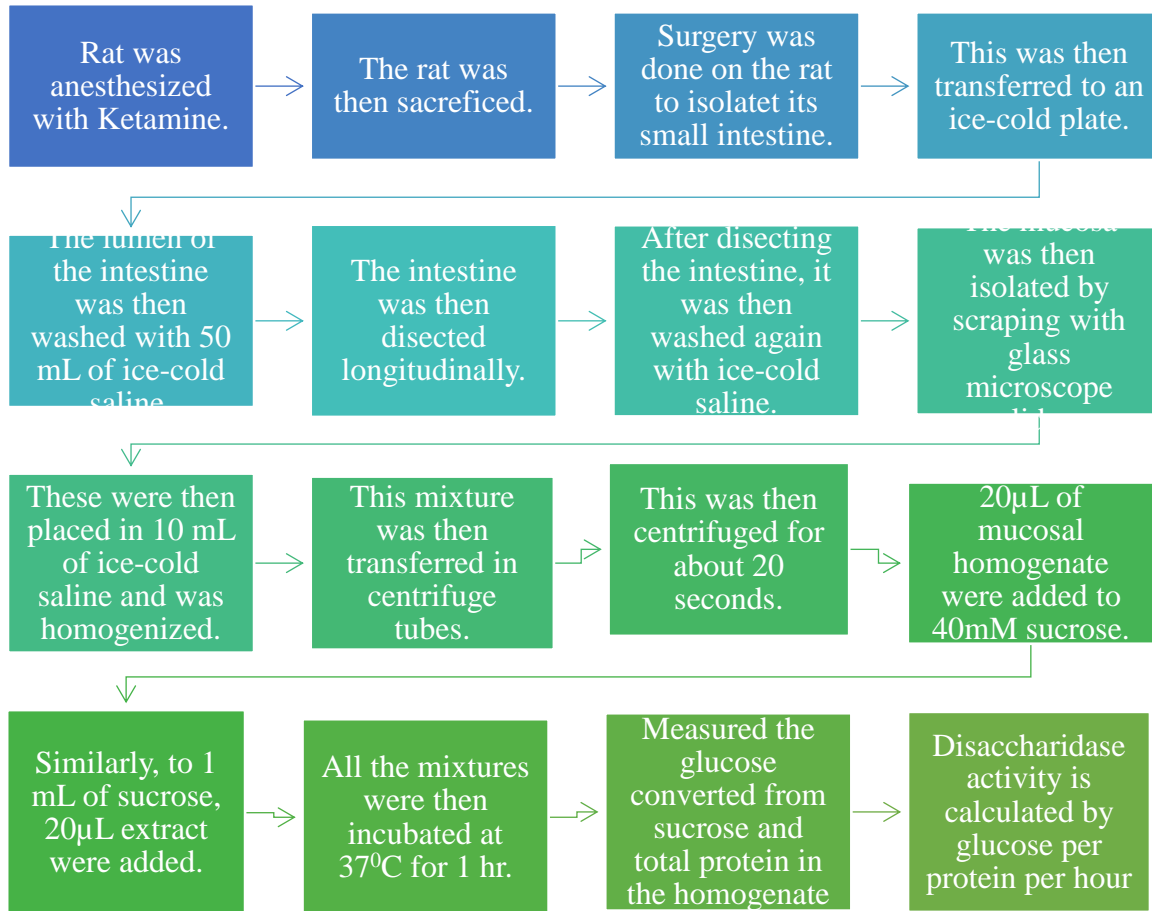 Rat was
anesthesized
with Ketamine.
The rat was
then sacreficed.
Surgery was
done on the rat
to isolatet its
small intestine.
This was then
transferred to an
ice-cold plate.
The lumen of
the intestine
was then
washed with 50
mL of ice-cold
saline.
The intestine
was then
disected
longitudinally.
After disecting
the intestine, it
was then
washed again
with ice-cold
saline.
The mucosa
was then
isolated by
scraping with
glass
microscope
These were then
placed in 10 mL
of ice-cold
saline and was
homogenized.
This mixture
was then
transferred in
centrifuge
tubes.
This was then
centrifuged for
about 20
seconds.
20µL of
mucosal
homogenate
were added to
40mM sucrose.
Similarly, to 1
mL of sucrose,
20µL extract
were added.
All the mixtures
were then
incubated at
37⁰C for 1 hr.
Measured the
glucose
converted from
sucrose and
total protein in
the homogenate
Disaccharidase
activity is
calculated by
glucose per
protein per hour